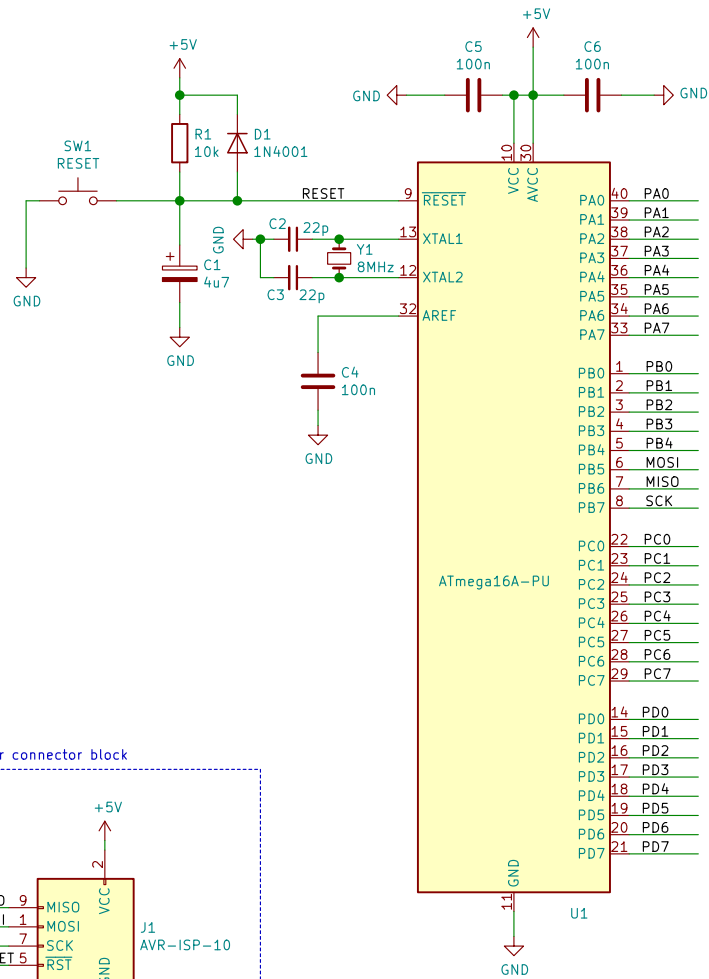 +5V
+5V
C5
100n
C6
100n
GND
GND
SW1
RESET
R1
10k
D1
1N4001
RESET
9
RESET
10
VCC
30
AVCC
GND
C2
22p
13
XTAL1
Y1
8MHz
12
XTAL2
C3
22p
+
C1
4u7
GND
GND
32
AREF
C4
100n
GND
PA0 40 PA0
PA1 39 PA1
PA2 38 PA2
PA3 37 PA3
PA4 36 PA4
PA5 35 PA5
PA6 34 PA6
PA7 33 PA7
PB0 1 PB0
PB1 2 PB1
PB2 3 PB2
PB3 4 PB3
PB4 5 PB4
PB5 6 MOSI
PB6 7 MISO
PB7 8 SCK
ATmega16A-PU
PC0 22 PC0
PC1 23 PC1
PC2 24 PC2
PC3 25 PC3
PC4 26 PC4
PC5 27 PC5
PC6 28 PC6
PC7 29 PC7
PD0 14 PD0
PD1 15 PD1
PD2 16 PD2
PD3 17 PD3
PD4 18 PD4
PD5 19 PD5
PD6 20 PD6
PD7 21 PD7
GND
11
U1
GND
r connector block
+5V
2
VCC
O 9 MISO
I 1 MOSI
7 SCK
ET 5 RST
GND
J1
AVR-ISP-10